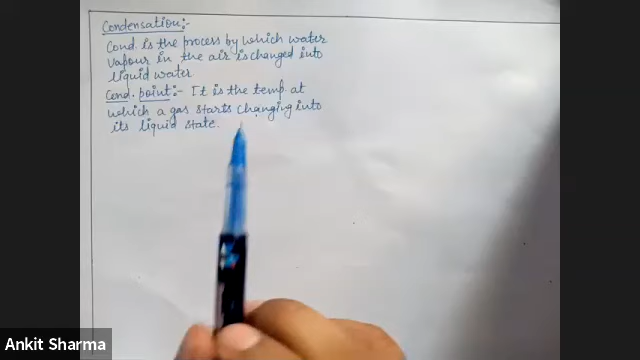 Condensation:-
Cond. is the process by which water
vapour in the air is changed into
liquid water
Cond. point:- It is the temp at
which a gas starts changing into
its liquid state.
Ankit Sharma